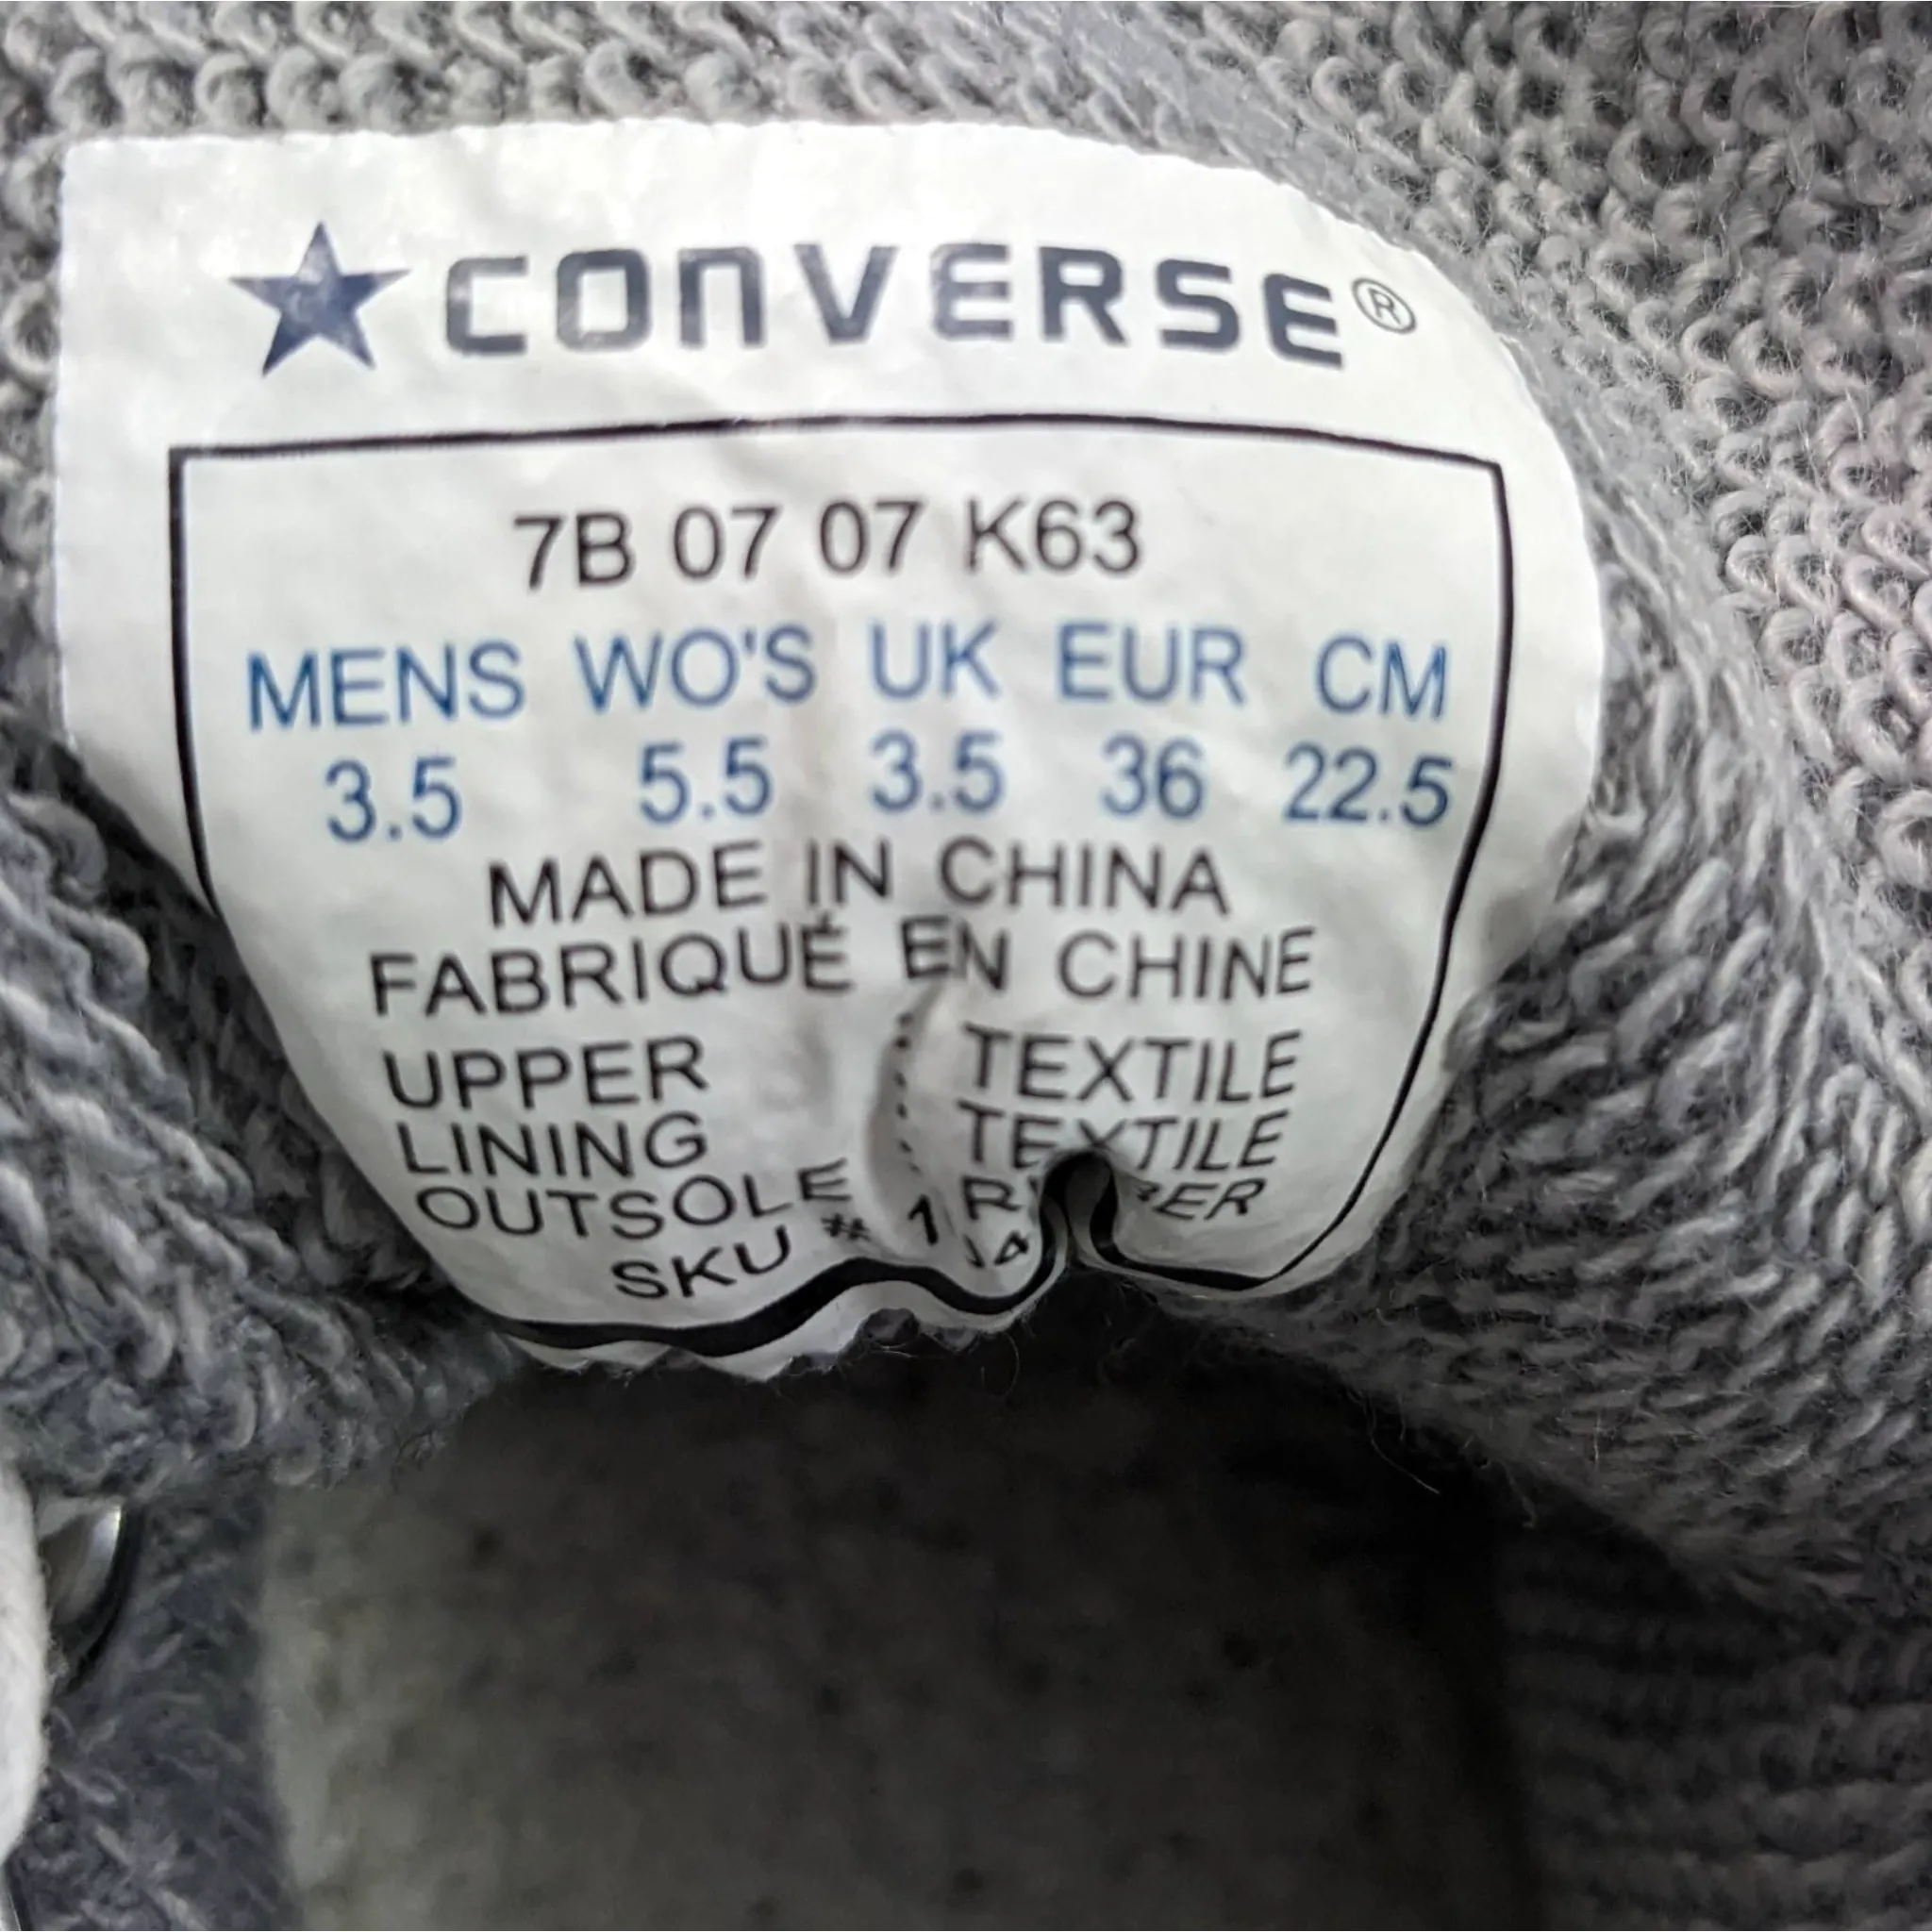 CONVERSE®
7B 07 07 K63
MENS WO'S UK EUR CM
3.5 5.5 3.5 36 22.5
MADE IN CHINA
FABRIQUÉ EN CHINE
UPPER : TEXTILE
LINING : TEXTILE
OUTSOLE
SKU #